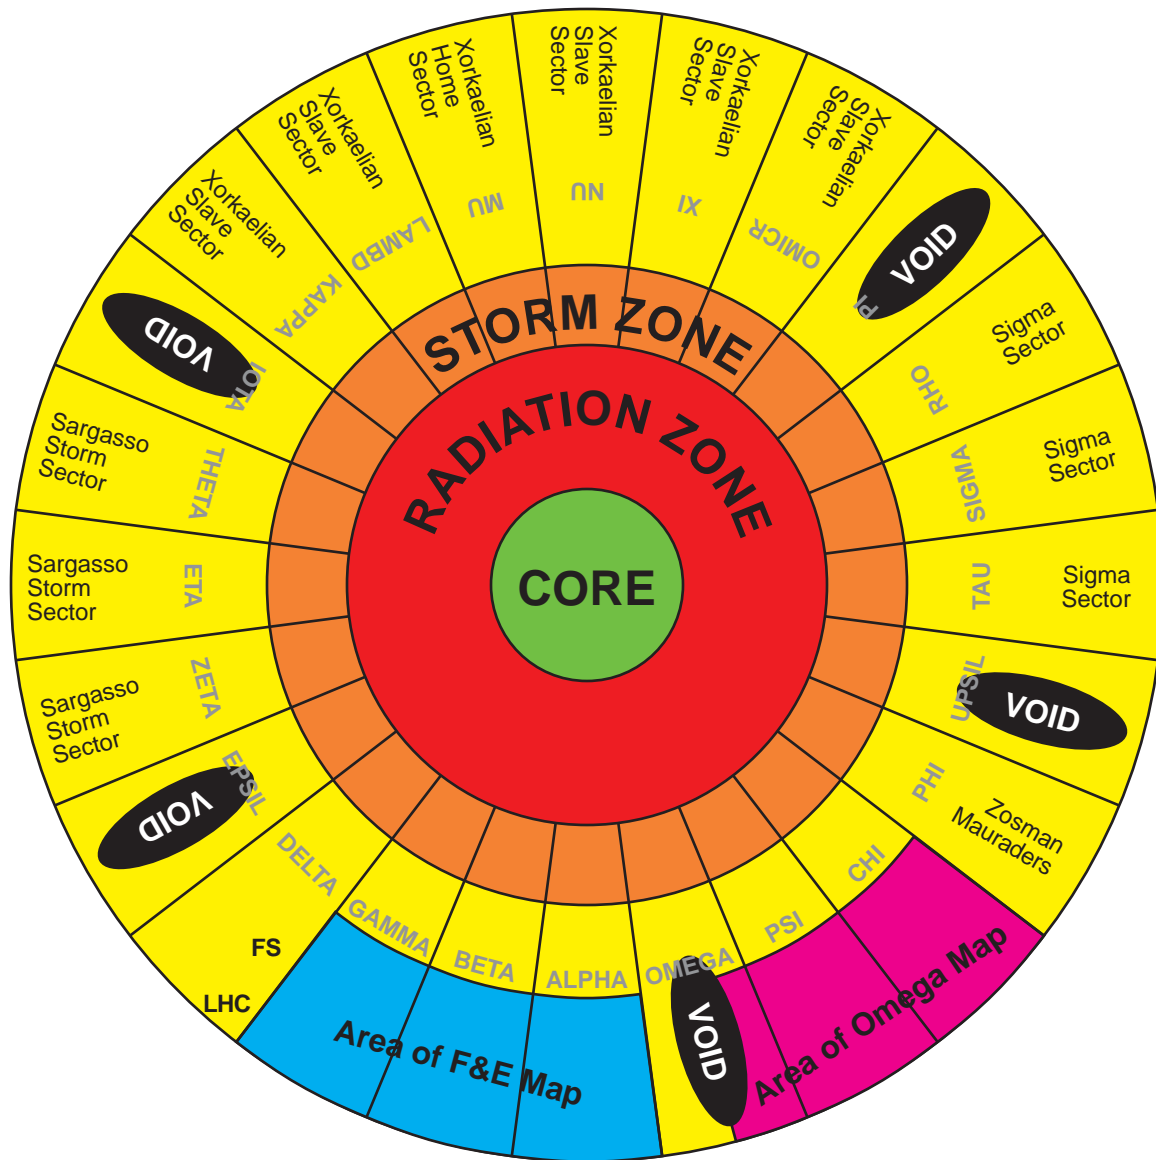 Xorkaelian
Slave
Sector
NU
Xorkaelian
Slave
Sector
XI
Xorkaelian
Slave
Sector
OMICR
VOID
PI
Sigma
Sector
RHO
Sigma
Sector
SIGMA
Sigma
Sector
TAU
VOID
UPSIL
Zosman
Mauraders
PHI
CHI
PSI
Area of Omega Map
OMEGA
VOID
ALPHA
BETA
GAMMA
Area of F&E Map
DELTA
FS
LHC
EPSIL
VOID
Sargasso
Storm
Sector
ZETA
Sargasso
Storm
Sector
ETA
Sargasso
Storm
Sector
THETA
VOID
IOTA
Xorkaelian
Slave
Sector
KAPPA
Xorkaelian
Slave
Sector
LAMBD
Xorkaelian
Home
Sector
MU
STORM ZONE
RADIATION ZONE
CORE